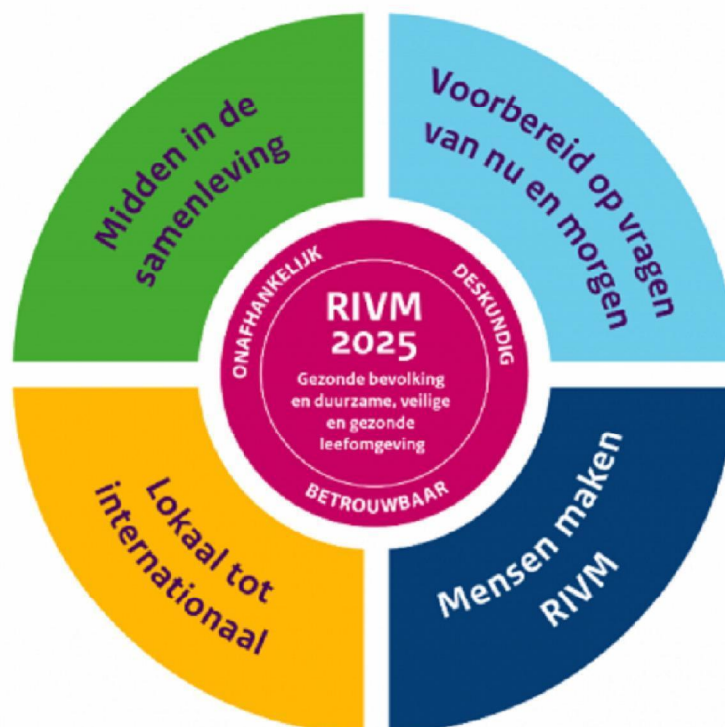 Midden in de
samenleving
Voorbereid op vragen
van nu en morgen
ONAFHANKELIJK
DESKUNDIG
RIVM
2025
Gezonde bevolking
en duurzame, veilige
en gezonde
leefomgeving
BETROUWBAAR
Lokaal tot
internationaal
Mensen maken
RIVM